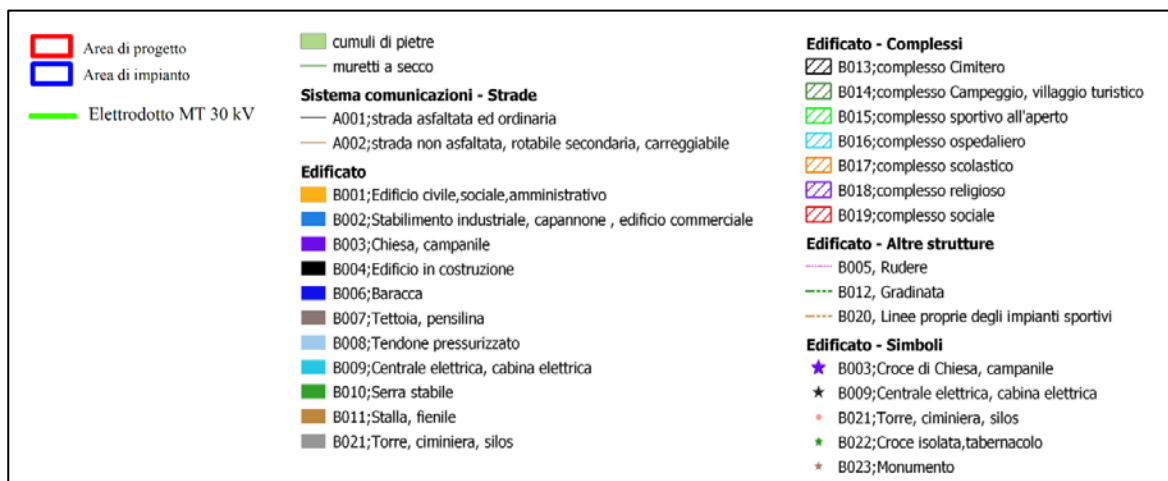 Area di progetto
Area di impianto
Elettrodotto MT 30 kV
cumuli di pietre
muretti a secco
Sistema comunicazioni - Strade
A001;strada asfaltata ed ordinaria
A002;strada non asfaltata, rotabile secondaria, carreggiabile
Edificato
B001;Edificio civile,sociale,amministrativo
B002;Stabilimento industriale, capannone , edificio commerciale
B003;Chiesa, campanile
B004;Edificio in costruzione
B006;Baracca
B007;Tettoia, pensilina
B008;Tendone pressurizzato
B009;Centrale elettrica, cabina elettrica
B010;Serra stabile
B011;Stalla, fienile
B021;Torre, ciminiera, silos
Edificato - Complessi
B013;complesso Cimitero
B014;complesso Campeggio, villaggio turistico
B015;complesso sportivo all'aperto
B016;complesso ospedaliero
B017;complesso scolastico
B018;complesso religioso
B019;complesso sociale
Edificato - Altre strutture
B005, Rudere
B012, Gradinata
B020, Linee proprie degli impianti sportivi
Edificato - Simboli
B003;Croce di Chiesa, campanile
B009;Centrale elettrica, cabina elettrica
B021;Torre, ciminiera, silos
B022;Croce isolata,tabernacolo
B023;Monumento